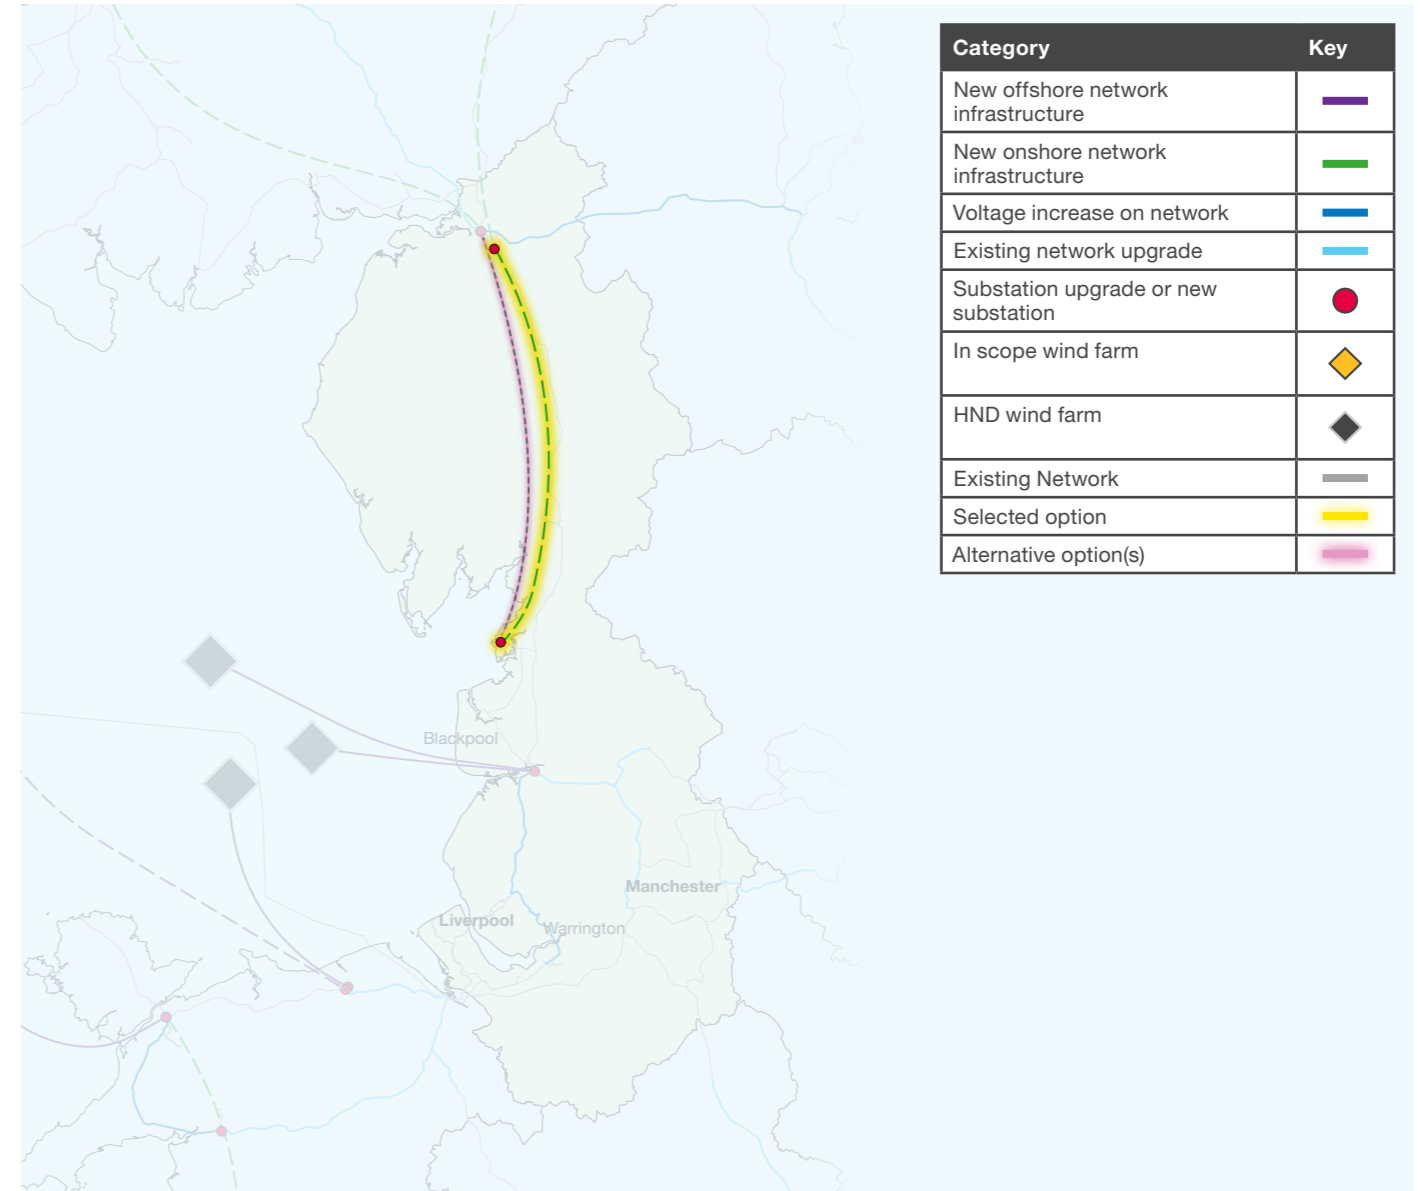 Category Key
New offshore network
infrastructure
New onshore network
infrastructure
Voltage increase on network
Existing network upgrade
Substation upgrade or new
substation
In scope wind farm
HND wind farm
Existing Network
Selected option
Alternative option(s)
Blackpool
Manchester
Liverpool
Warrington